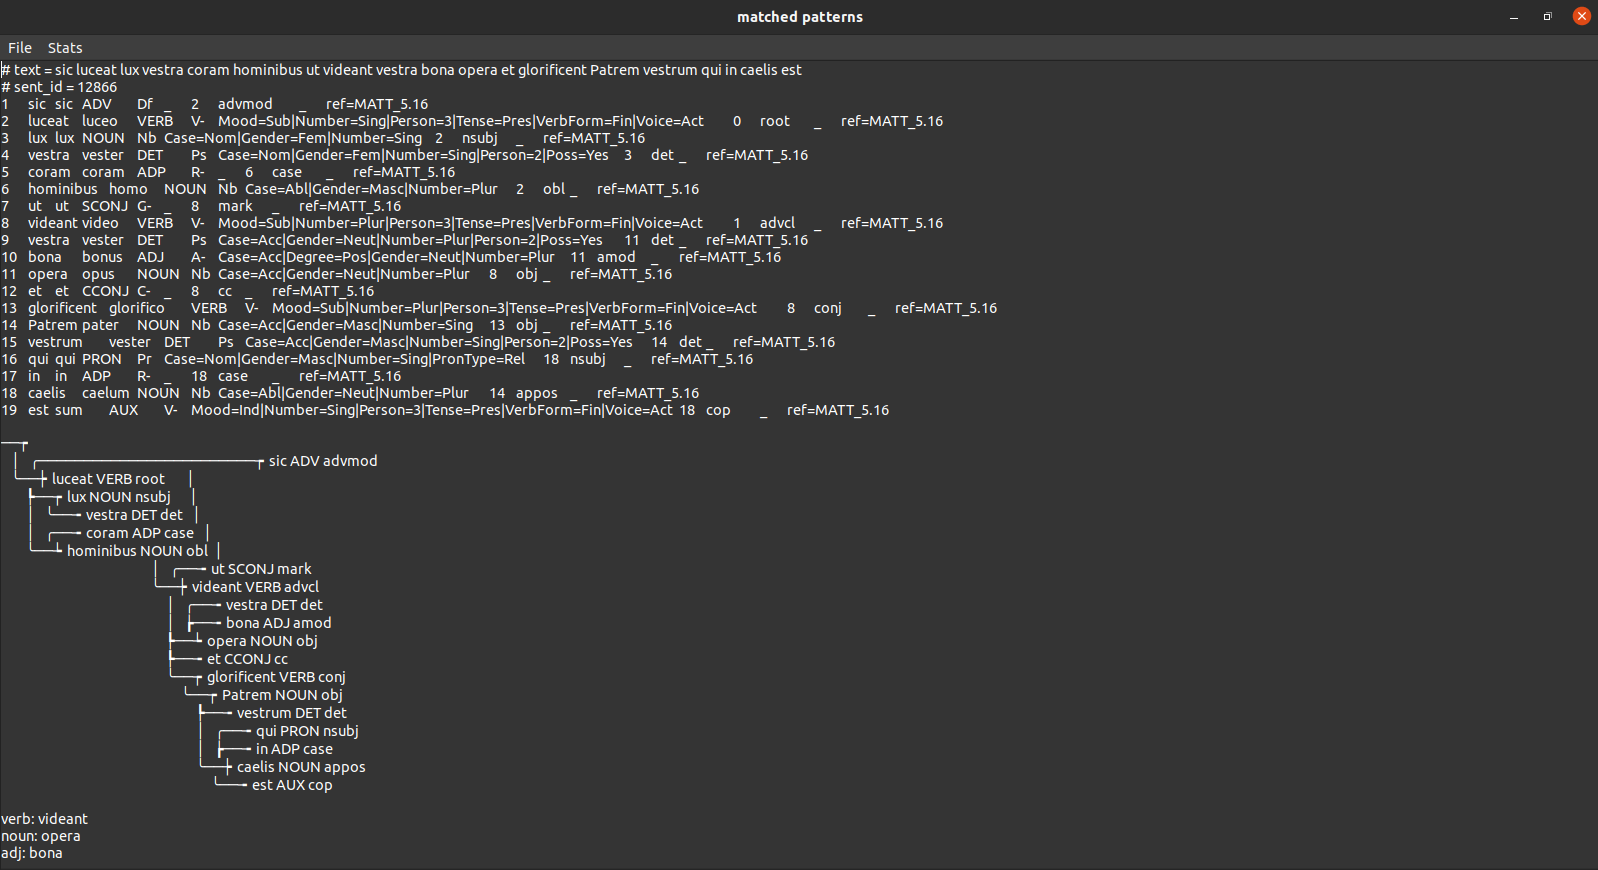 matched patterns
File Stats
# text = sic luceat lux vestra coram hominibus ut videant vestra bona opera et glorificent Patrem vestrum qui in caelis est
# sent_id = 12866
1 sic sic ADV Df _ 2 advmod _ ref=MATT_5.16
2 luceat luceo VERB V- Mood=Sub|Number=Sing|Person=3|Tense=Pres|VerbForm=Fin|Voice=Act 0 root _ ref=MATT_5.16
3 lux lux NOUN Nb Case=Nom|Gender=Fem|Number=Sing 2 nsubj _ ref=MATT_5.16
4 vestra vester DET Ps Case=Nom|Gender=Fem|Number=Sing|Person=2|Poss=Yes 3 det _ ref=MATT_5.16
5 coram coram ADP R- _ 6 case _ ref=MATT_5.16
6 hominibus homo NOUN Nb Case=Abl|Gender=Masc|Number=Plur 2 obl _ ref=MATT_5.16
7 ut ut SCONJ G- _ 8 mark _ ref=MATT_5.16
8 videant video VERB V- Mood=Sub|Number=Plur|Person=3|Tense=Pres|VerbForm=Fin|Voice=Act 1 advcl _ ref=MATT_5.16
9 vestra vester DET Ps Case=Acc|Gender=Neut|Number=Plur|Person=2|Poss=Yes 11 det _ ref=MATT_5.16
10 bona bonus ADJ A- Case=Acc|Degree=Pos|Gender=Neut|Number=Plur 11 amod _ ref=MATT_5.16
11 opera opus NOUN Nb Case=Acc|Gender=Neut|Number=Plur 8 obj _ ref=MATT_5.16
12 et et CCONJ C- _ 8 cc _ ref=MATT_5.16
13 glorificent glorifico VERB V- Mood=Sub|Number=Plur|Person=3|Tense=Pres|VerbForm=Fin|Voice=Act 8 conj _ ref=MATT_5.16
14 Patrem pater NOUN Nb Case=Acc|Gender=Masc|Number=Sing 13 obj _ ref=MATT_5.16
15 vestrum vester DET Ps Case=Acc|Gender=Masc|Number=Sing|Person=2|Poss=Yes 14 det _ ref=MATT_5.16
16 qui qui PRON Pr Case=Nom|Gender=Masc|Number=Sing|PronType=Rel 18 nsubj _ ref=MATT_5.16
17 in in ADP R- _ 18 case _ ref=MATT_5.16
18 caelis caelum NOUN Nb Case=Abl|Gender=Neut|Number=Plur 14 appos _ ref=MATT_5.16
19 est sum AUX V- Mood=Ind|Number=Sing|Person=3|Tense=Pres|VerbForm=Fin|Voice=Act 18 cop _ ref=MATT_5.16
sic ADV advmod
luceat VERB root
lux NOUN nsubj
vestra DET det
coram ADP case
hominibus NOUN obl
ut SCONJ mark
videant VERB advcl
vestra DET det
bona ADJ amod
opera NOUN obj
et CCONJ cc
glorificent VERB conj
Patrem NOUN obj
vestrum DET det
qui PRON nsubj
in ADP case
caelis NOUN appos
est AUX cop
verb: videant
noun: opera
adj: bona